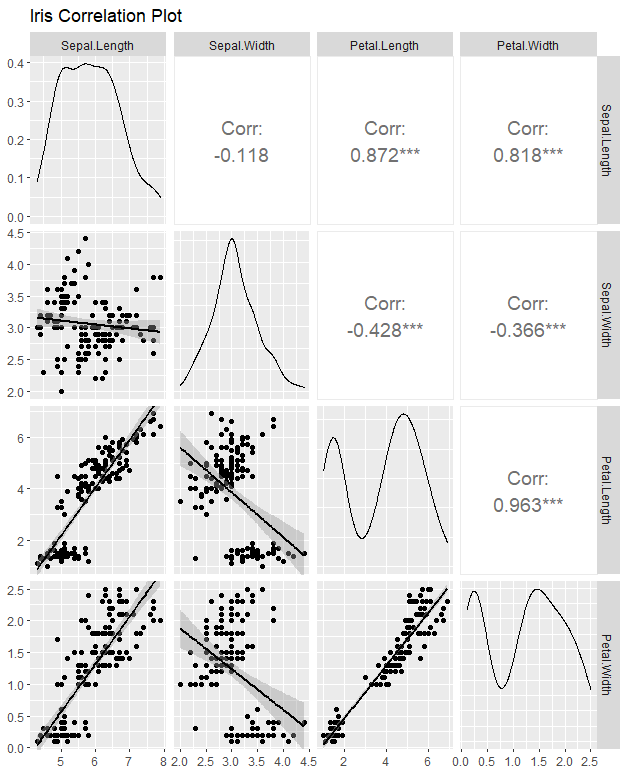 Iris Correlation Plot
Sepal.Length Sepal.Width Petal.Length Petal.Width
0.4
0.3
0.2
0.1
0.0
Corr:
-0.118
Corr:
0.872***
Corr:
0.818***
Sepal.Length
4.5
4.0
3.5
3.0
2.5
2.0
Corr:
-0.428***
Corr:
-0.366***
Sepal.Width
6
4
2
Corr:
0.963***
Petal.Length
2.5
2.0
1.5
1.0
0.5
0.0
Petal.Width
5 6 7 8 2.0 2.5 3.0 3.5 4.0 4.5 2 4 6 0.0 0.5 1.0 1.5 2.0 2.5